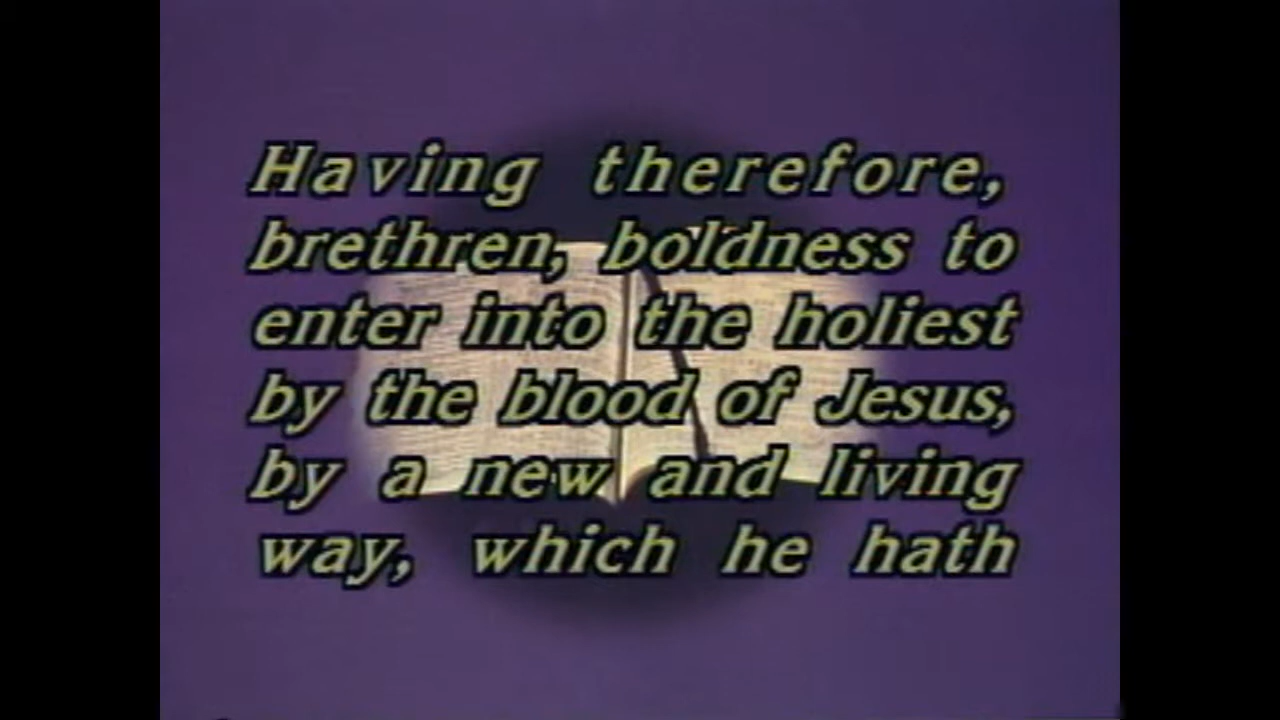 Having therefore,
brethren, boldness to
enter into the holiest
by the blood of Jesus,
by a new and living
way, which he hath